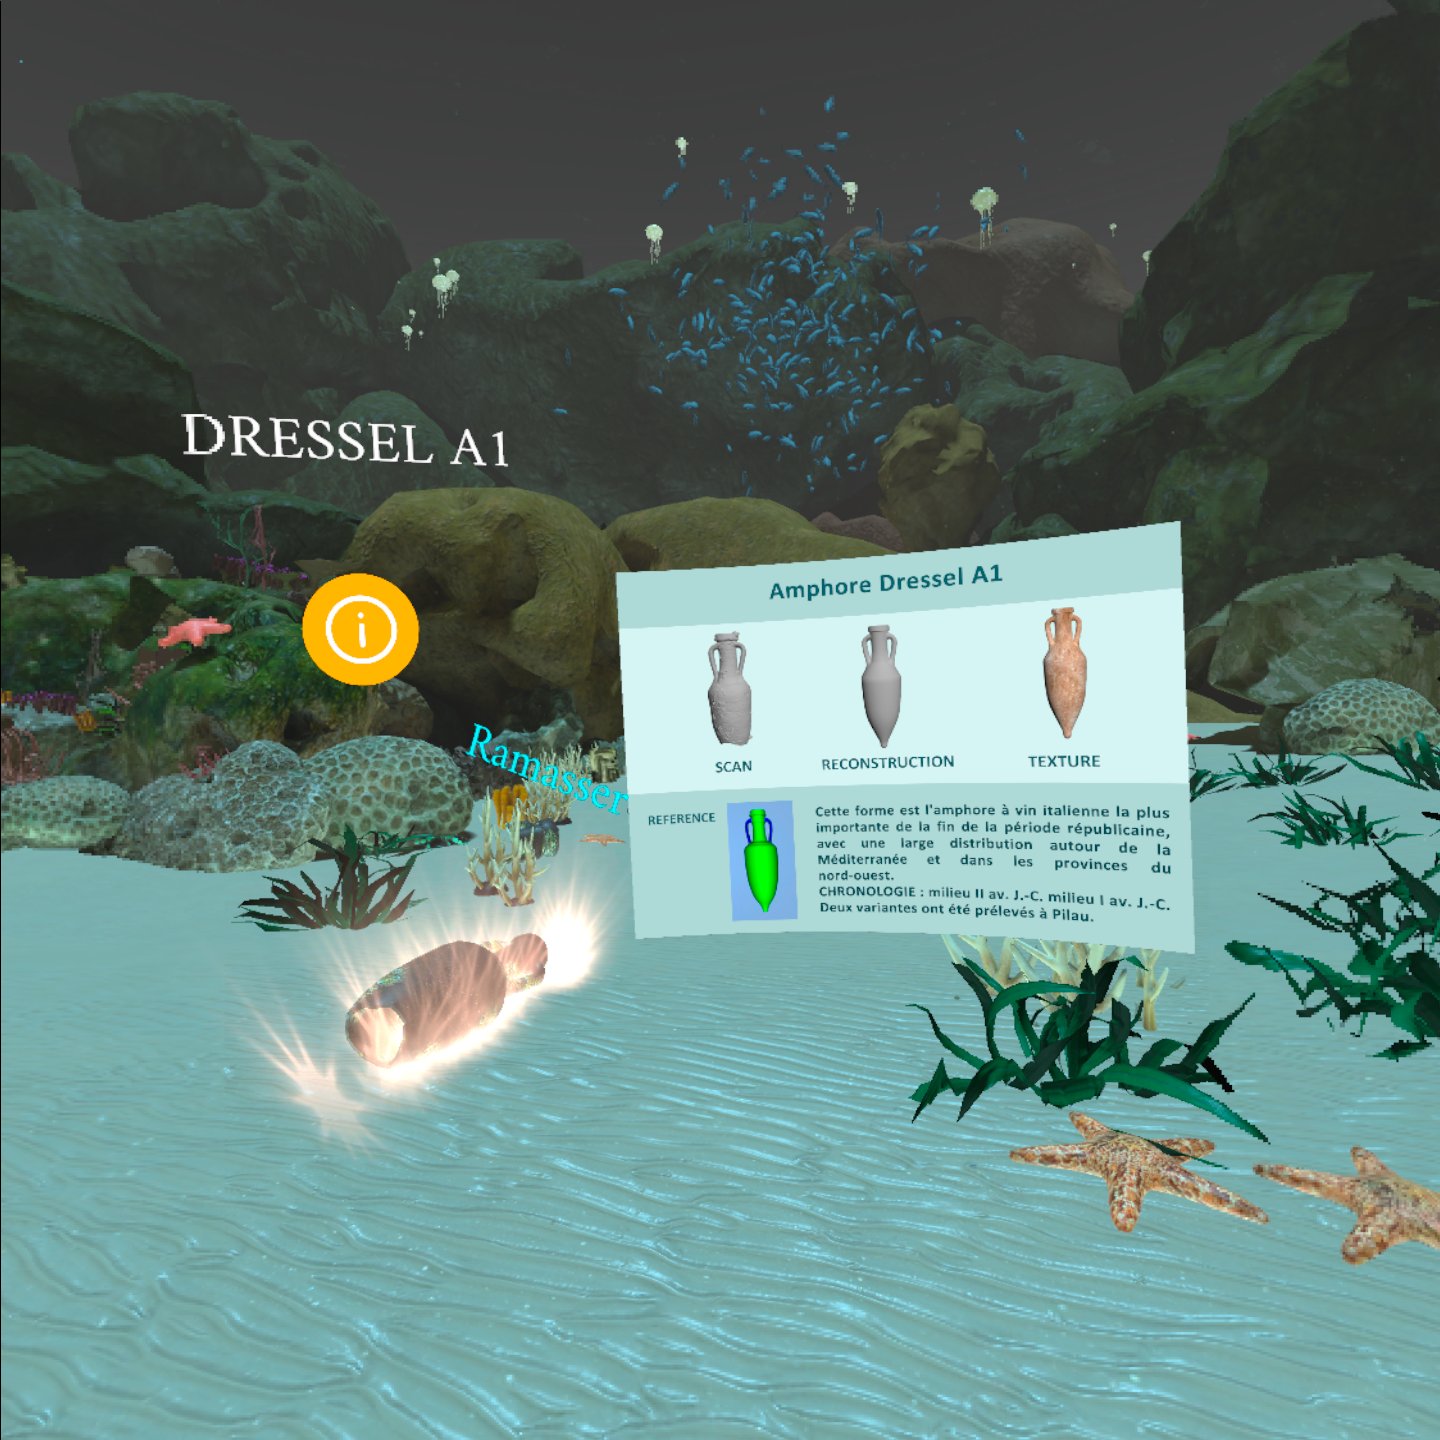 DRESSEL A1
Ramasser
Amphore Dressel A1
SCAN
RECONSTRUCTION
TEXTURE
REFERENCE
Cette forme est l'amphore à vin italienne la plus
importante de la fin de la période républicaine,
avec une large distribution autour de la
Méditerranée et dans les provinces du
nord-ouest.
CHRONOLOGIE : milieu II av. J.-C. milieu I av. J.-C.
Deux variantes ont été prélevés à Pilau.